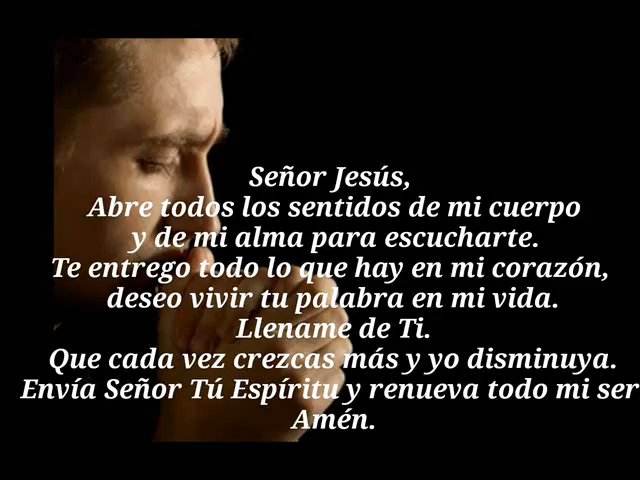 Señor Jesús,
Abre todos los sentidos de mi cuerpo
y de mi alma para escucharte.
Te entrego todo lo que hay en mi corazón,
deseo vivir tu palabra en mi vida.
Llename de Ti.
Que cada vez crezcas más y yo disminuya.
Envía Señor Tú Espíritu y renueva todo mi ser
Amén.